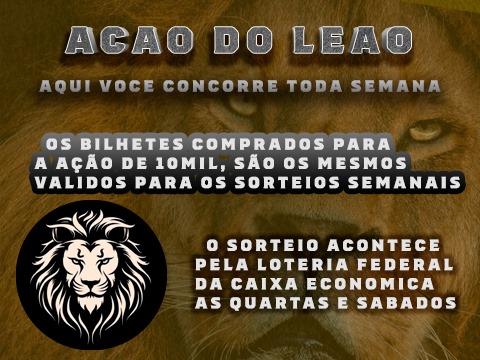 ACAO DO LEAO
AQUI VOCE CONCORRE TODA SEMANA
OS BILHETES COMPRADOS PARA
A AÇÃO DE 10MIL, SÃO OS MESMOS
VALIDOS PARA OS SORTEIOS SEMANAIS
O SORTEIO ACONTECE
PELA LOTERIA FEDERAL
DA CAIXA ECONOMICA
AS QUARTAS E SABADOS